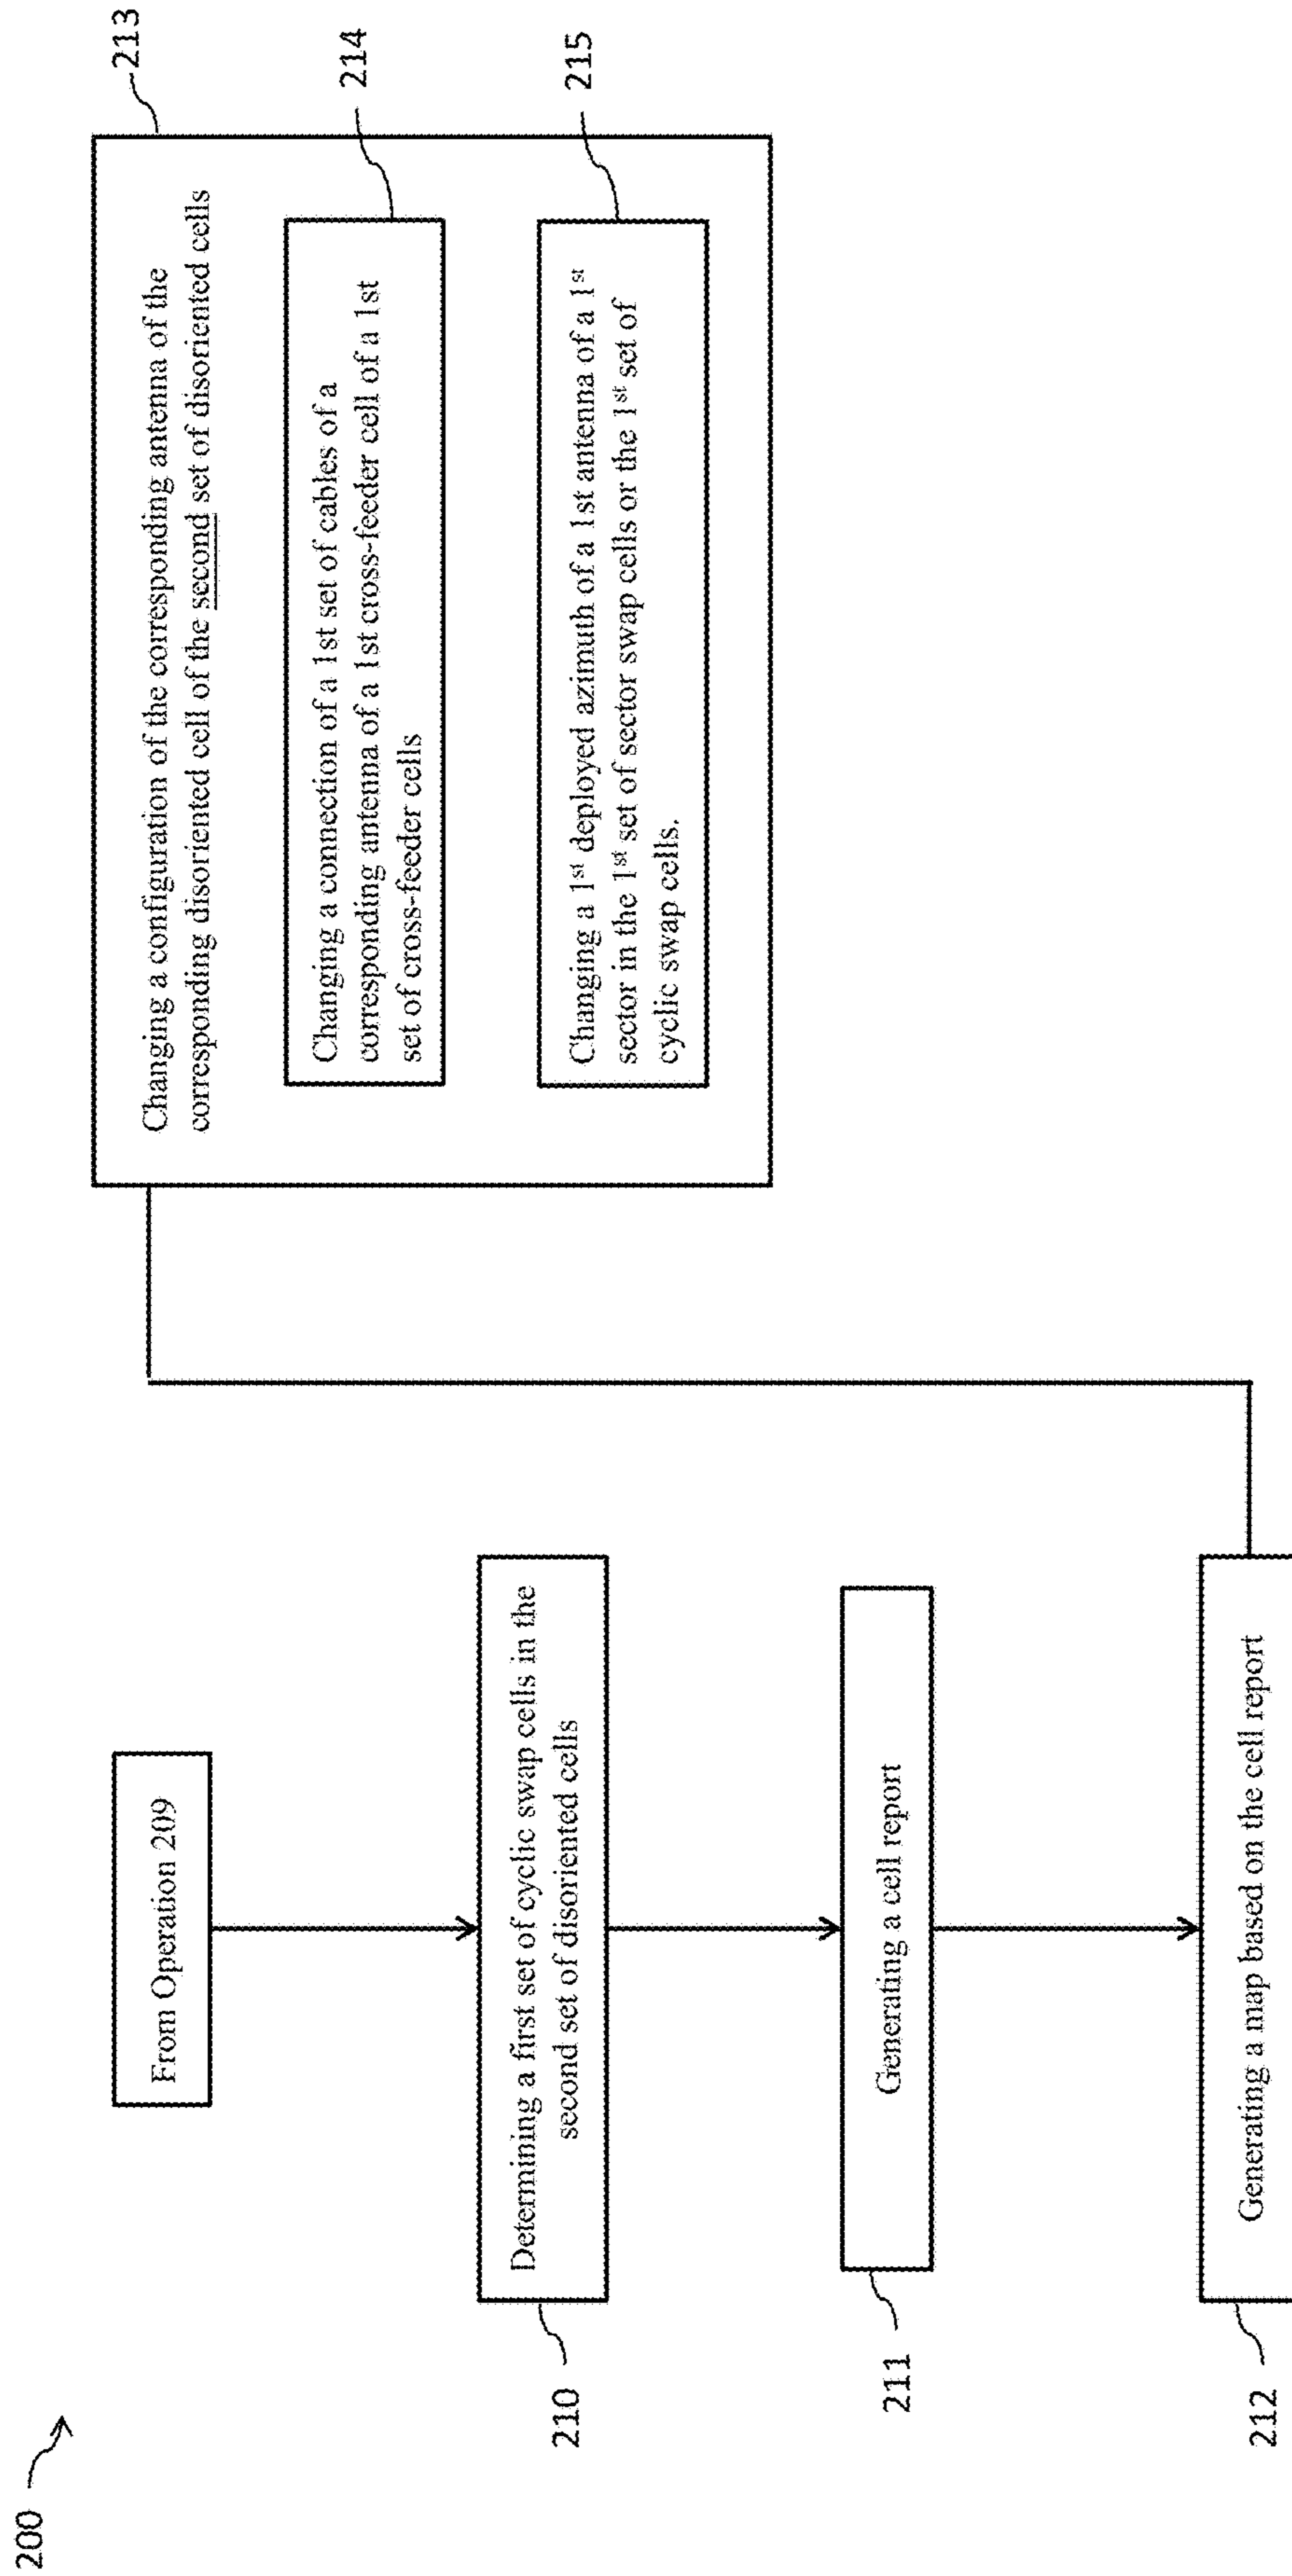 200
From Operation 209
Determining a first set of cyclic swap cells in the
second set of disoriented cells
210
Generating a cell report
211
Generating a map based on the cell report
212
213
Changing a configuration of the corresponding antenna of the
corresponding disoriented cell of the second set of disoriented cells
214
Changing a connection of a 1st set of cables of a
corresponding antenna of a 1st cross-feeder cell of a 1st
set of cross-feeder cells
215
Changing a 1st deployed azimuth of a 1st antenna of a 1st
sector in the 1st set of sector swap cells or the 1st set of
cyclic swap cells.